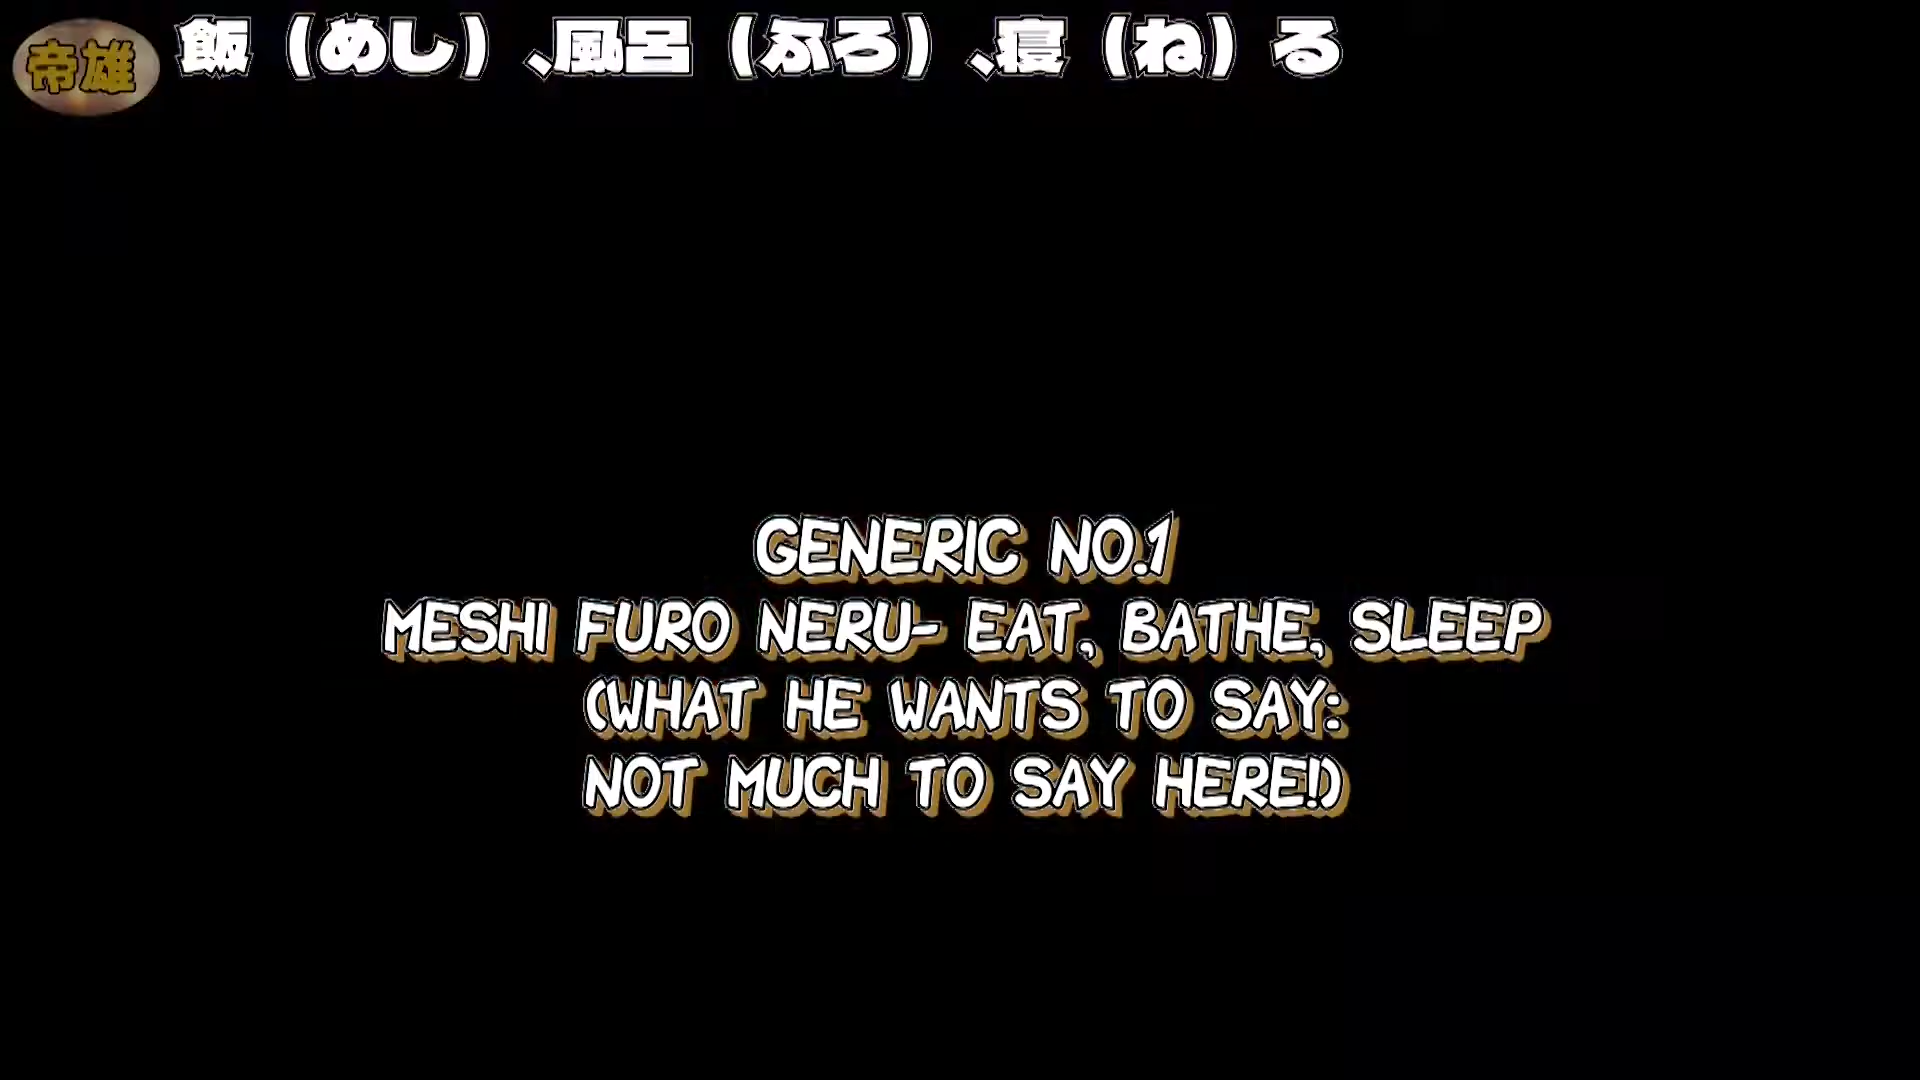 帝雄
飯（めし）、風呂（ふろ）、寝（ね）る
GENERIC NO.1
MESHI FURO NERU- EAT, BATHE, SLEEP
(WHAT HE WANTS TO SAY:
NOT MUCH TO SAY HERE!)